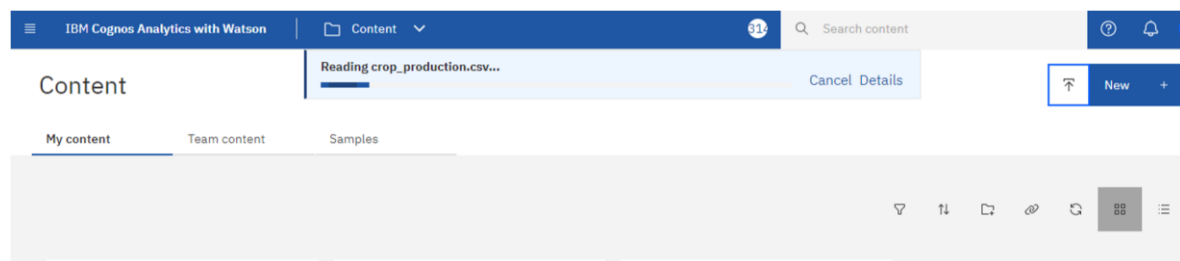 IBM Cognos Analytics with Watson
Content
314
Search content
Reading crop_production.csv...
Cancel Details
Content
New +
My content
Team content
Samples